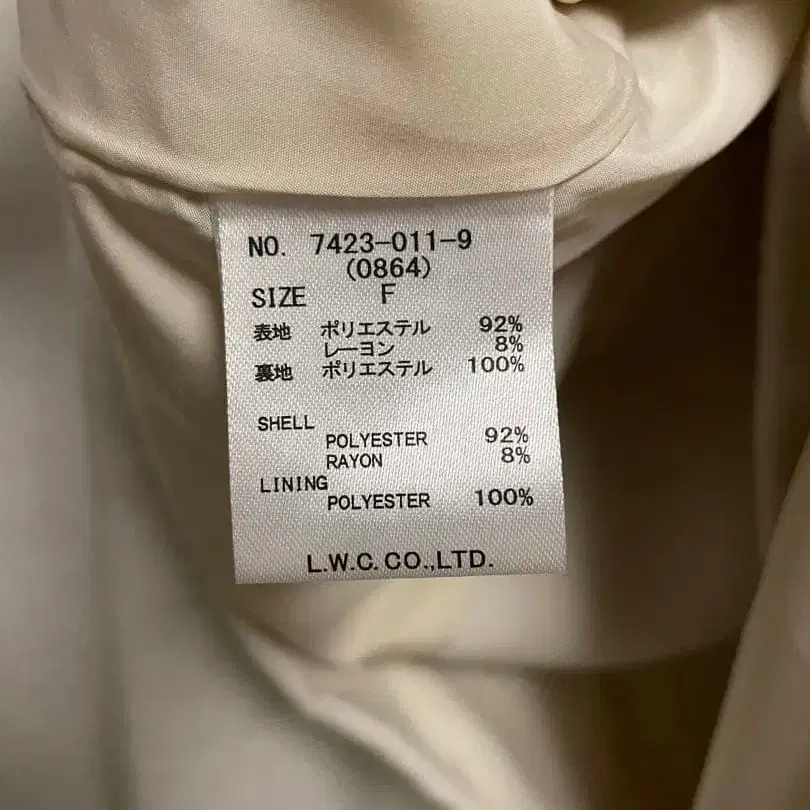 NO. 7423-011-9
(0864)
SIZE F
表地 ポリエステル 92%
レーヨン 8%
裏地 ポリエステル 100%
SHELL
POLYESTER 92%
RAYON 8%
LINING
POLYESTER 100%
L.W.C. CO.,LTD.